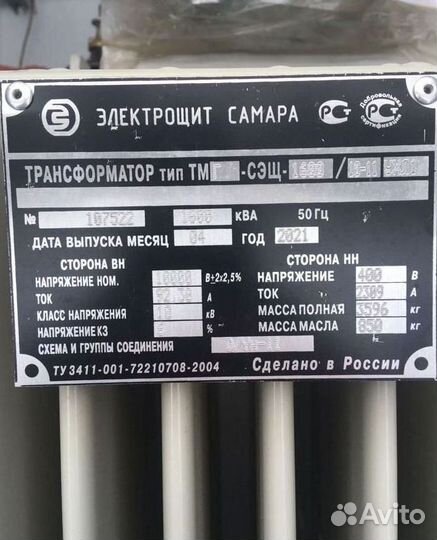 ЭЛЕКТРОЩИТ САМАРА
РСТ
Добровольная сертификация
РСТ
ТРАНСФОРМАТОР тип ТМГ -СЭЩ- 1600 / 10-11
№ 107522 1600 кВА 50 Гц
ДАТА ВЫПУСКА МЕСЯЦ 04 ГОД 2021
СТОРОНА ВН
НАПРЯЖЕНИЕ НОМ. 10000 В±2x2,5%
ТОК 92.38 А
КЛАСС НАПРЯЖЕНИЯ 10 кВ
НАПРЯЖЕНИЕ КЗ %
СТОРОНА НН
НАПРЯЖЕНИЕ 400 В
ТОК 2309 А
МАССА ПОЛНАЯ 3596 кг
МАССА МАСЛА 850 кг
СХЕМА И ГРУППЫ СОЕДИНЕНИЯ
ТУ 3411-001-72210708-2004 Сделано в России
Avito